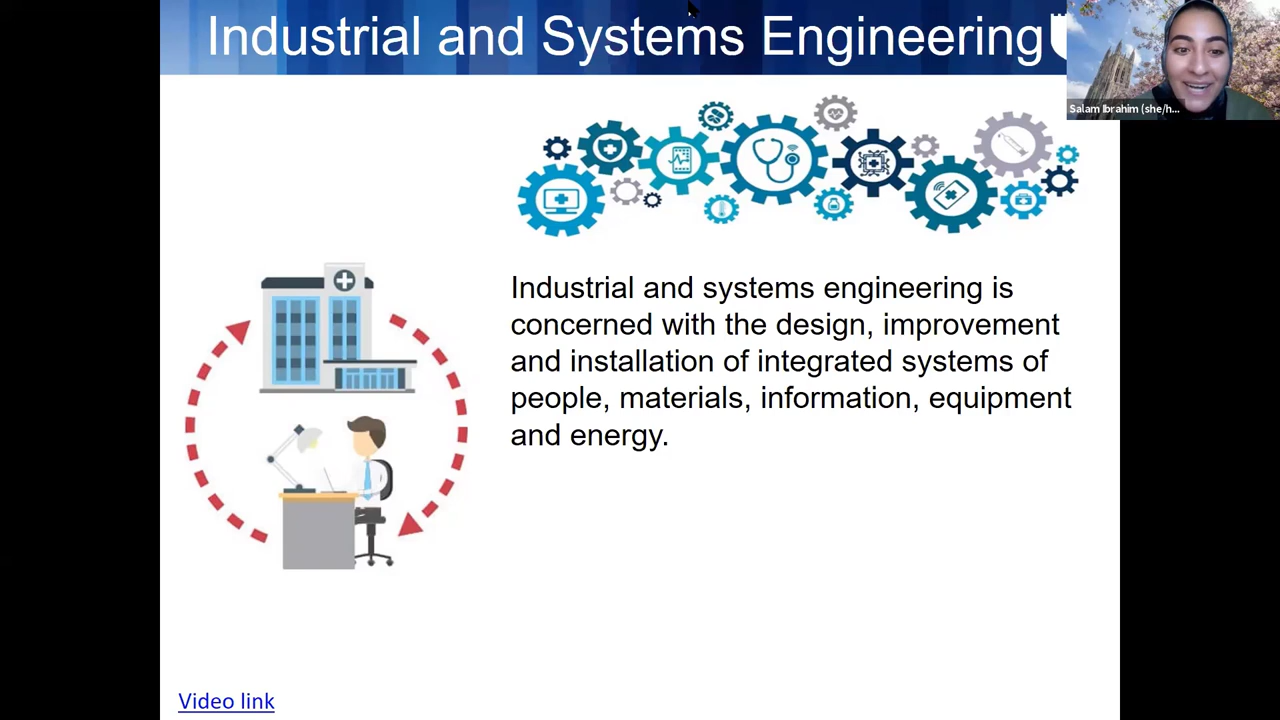 Industrial and Systems Engineering
Salam Ibrahim (she/h...
Industrial and systems engineering is
concerned with the design, improvement
and installation of integrated systems of
people, materials, information, equipment
and energy.
Video link